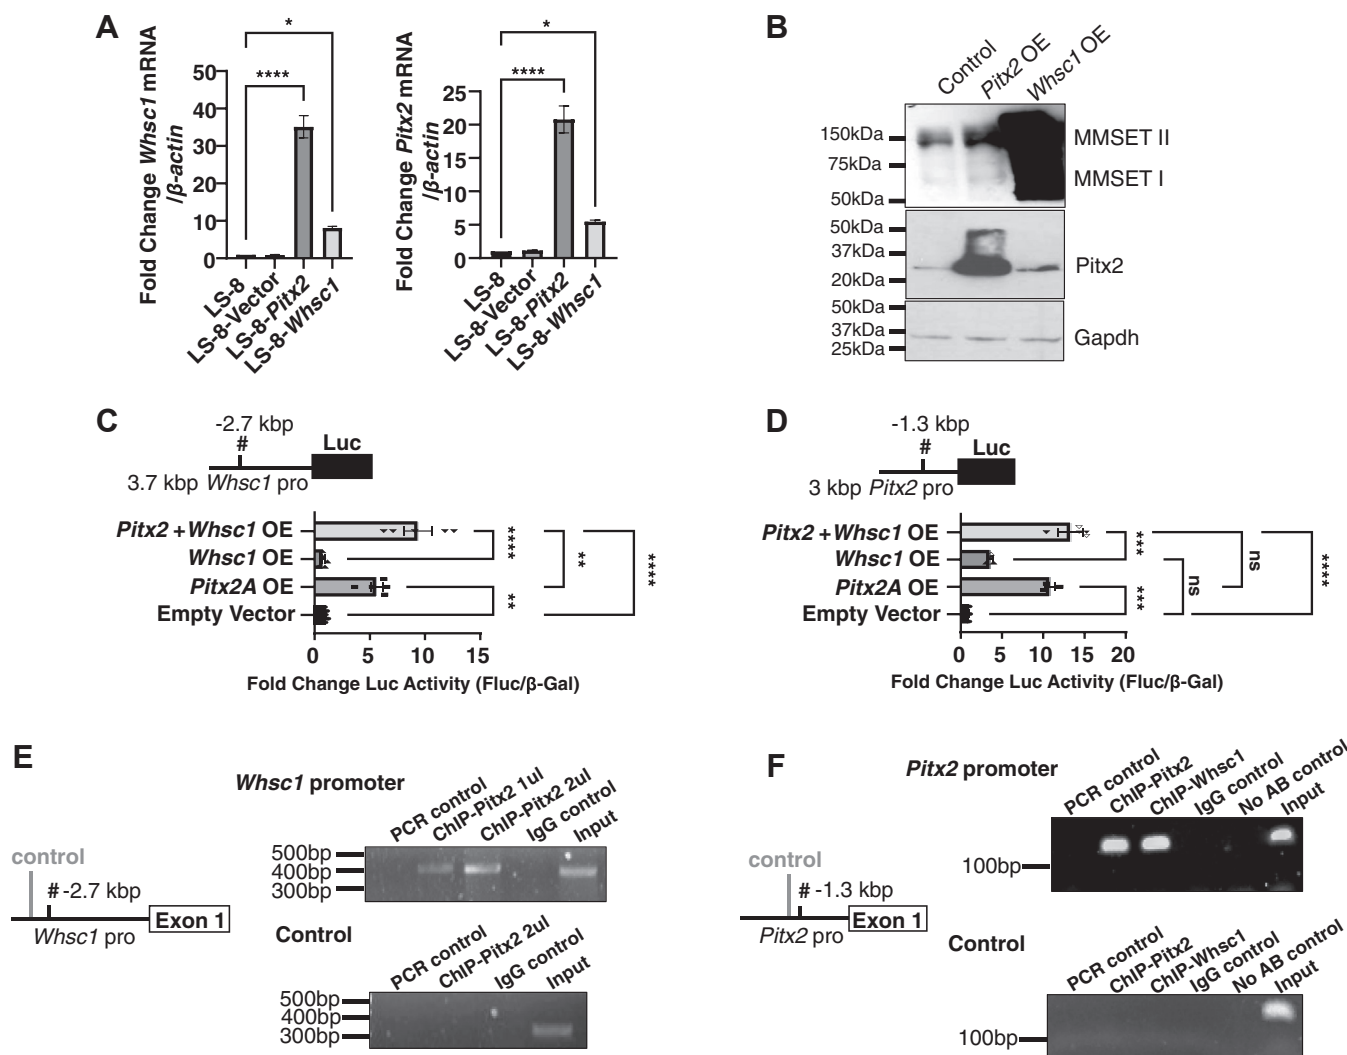 A
Fold Change Whsc1 mRNA
/β-actin
50
40
30
20
10
0
*
****
LS-8
LS-8-Vector
LS-8-Pitx2
LS-8-Whsc1
Fold Change Pitx2 mRNA
/β-actin
25
20
15
10
5
0
*
****
LS-8
LS-8-Vector
LS-8-Pitx2
LS-8-Whsc1
B
Control
Pitx2 OE
Whsc1 OE
150kDa
75kDa
50kDa
MMSET II
MMSET I
50kDa
37kDa
20kDa
Pitx2
50kDa
37kDa
25kDa
Gapdh
C
-2.7 kbp
#
Luc
3.7 kbp Whsc1 pro
Pitx2 + Whsc1 OE
Whsc1 OE
Pitx2A OE
Empty Vector
****
**
**
****
0 5 10 15
Fold Change Luc Activity (Fluc/β-Gal)
D
-1.3 kbp
#
Luc
3 kbp Pitx2 pro
Pitx2 + Whsc1 OE
Whsc1 OE
Pitx2A OE
Empty Vector
***
***
ns
ns
****
0 5 10 15 20
Fold Change Luc Activity (Fluc/β-Gal)
E
control
# -2.7 kbp
Exon 1
Whsc1 pro
Whsc1 promoter
PCR control
ChIP-Pitx2 1ul
ChIP-Pitx2 2ul
IgG control
Input
500bp
400bp
300bp
Control
PCR control
ChIP-Pitx2 2ul
IgG control
Input
500bp
400bp
300bp
F
control
# -1.3 kbp
Exon 1
Pitx2 pro
Pitx2 promoter
PCR control
ChIP-Pitx2
ChIP-Whsc1
IgG control
No AB control
Input
100bp
Control
PCR control
ChIP-Pitx2
ChIP-Whsc1
IgG control
No AB control
Input
100bp